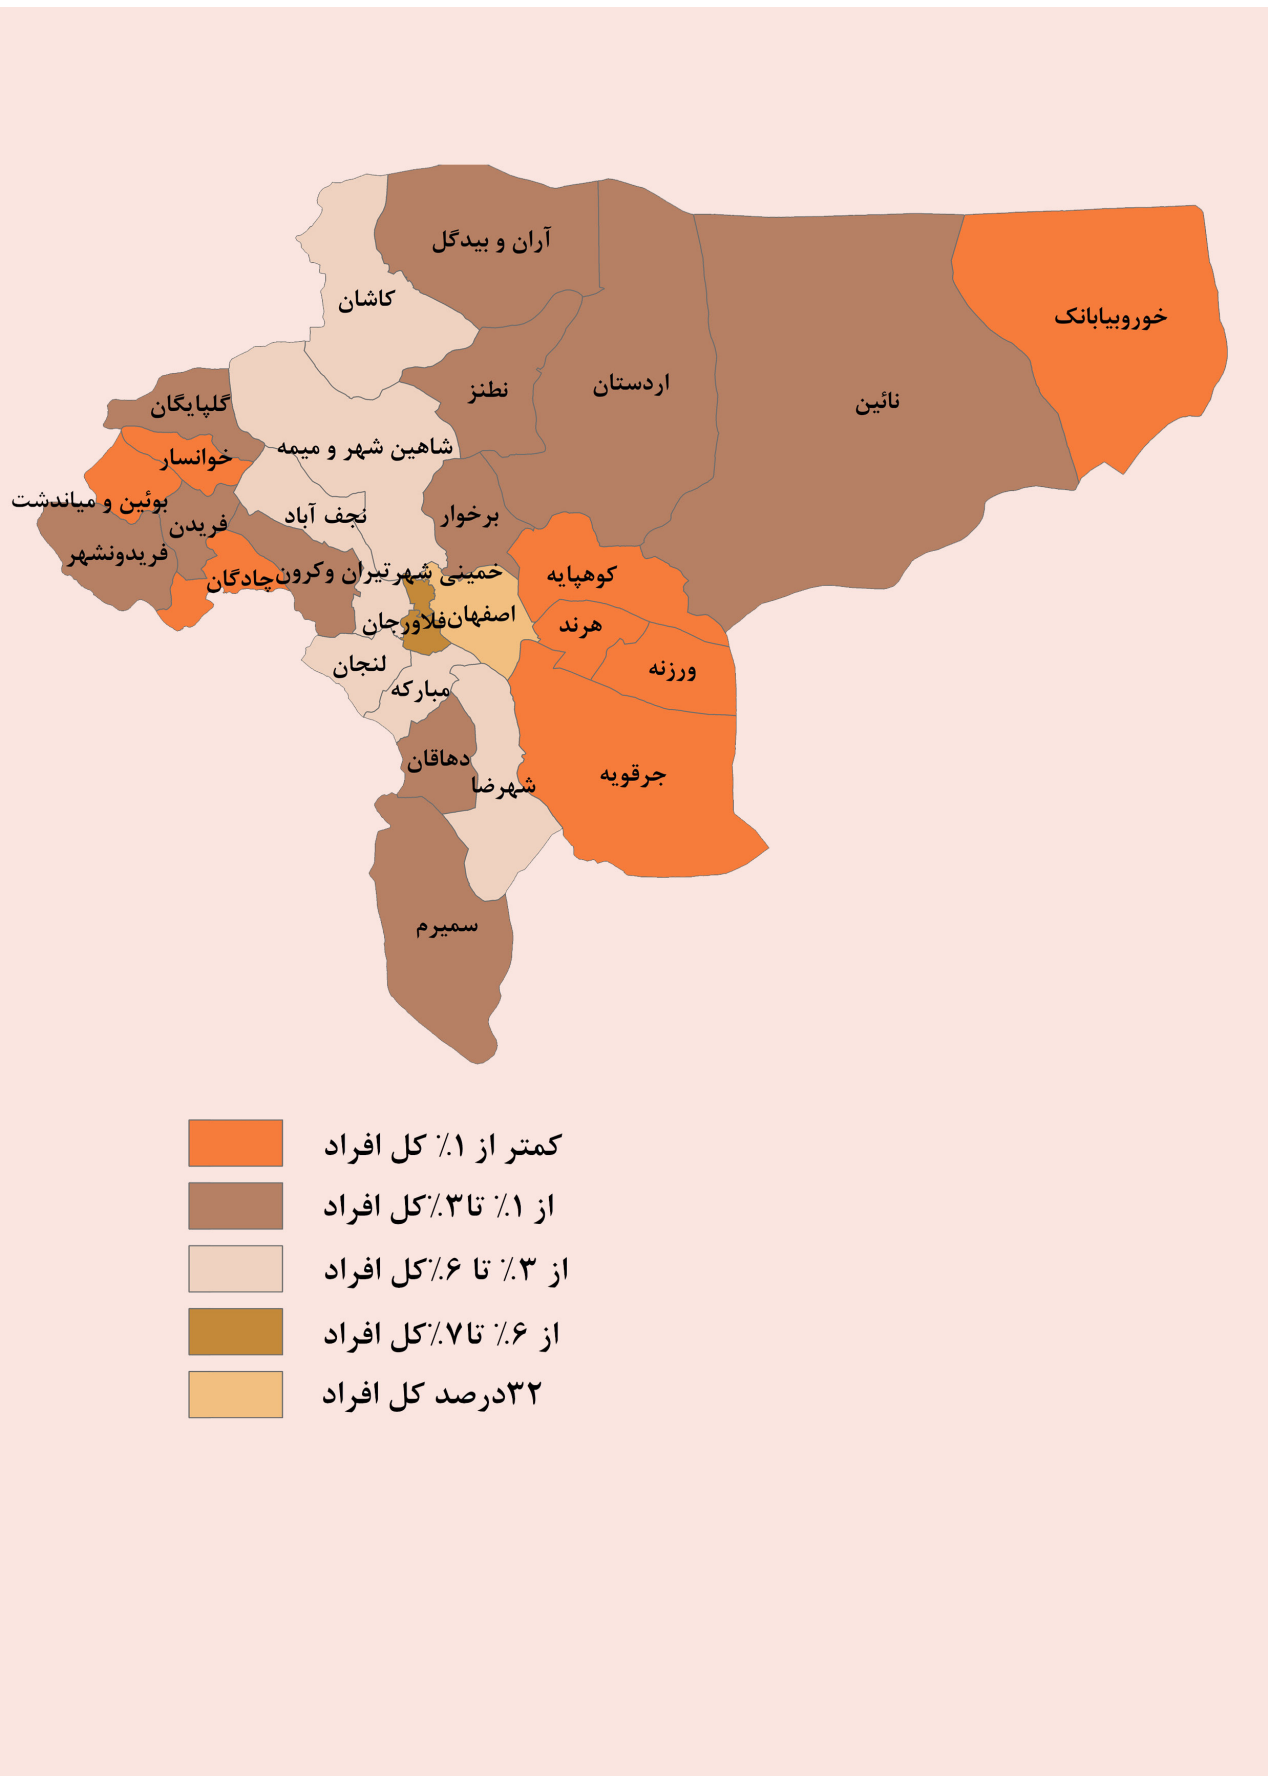 آران و بیدگل
کاشان
خوروبیابانک
اردستان
نطنز
نائین
گلپایگان
شاهین شهر و میمه
خوانسار
بوئین و میاندشت
نجف آباد
برخوار
فریدن
فریدونشهر
کوهپایه
خمینی شهر
تیران وکرون
چادگان
اصفهان
فلاورجان
هرند
لنجان
ورزنه
مبارکه
دهاقان
جرقویه
شهرضا
سمیرم
کمتر از ۱٪ کل افراد
از ۱٪ تا۳٪کل افراد
از ۳٪ تا ۶٪کل افراد
از ۶٪ تا۷٪کل افراد
۳۲درصد کل افراد